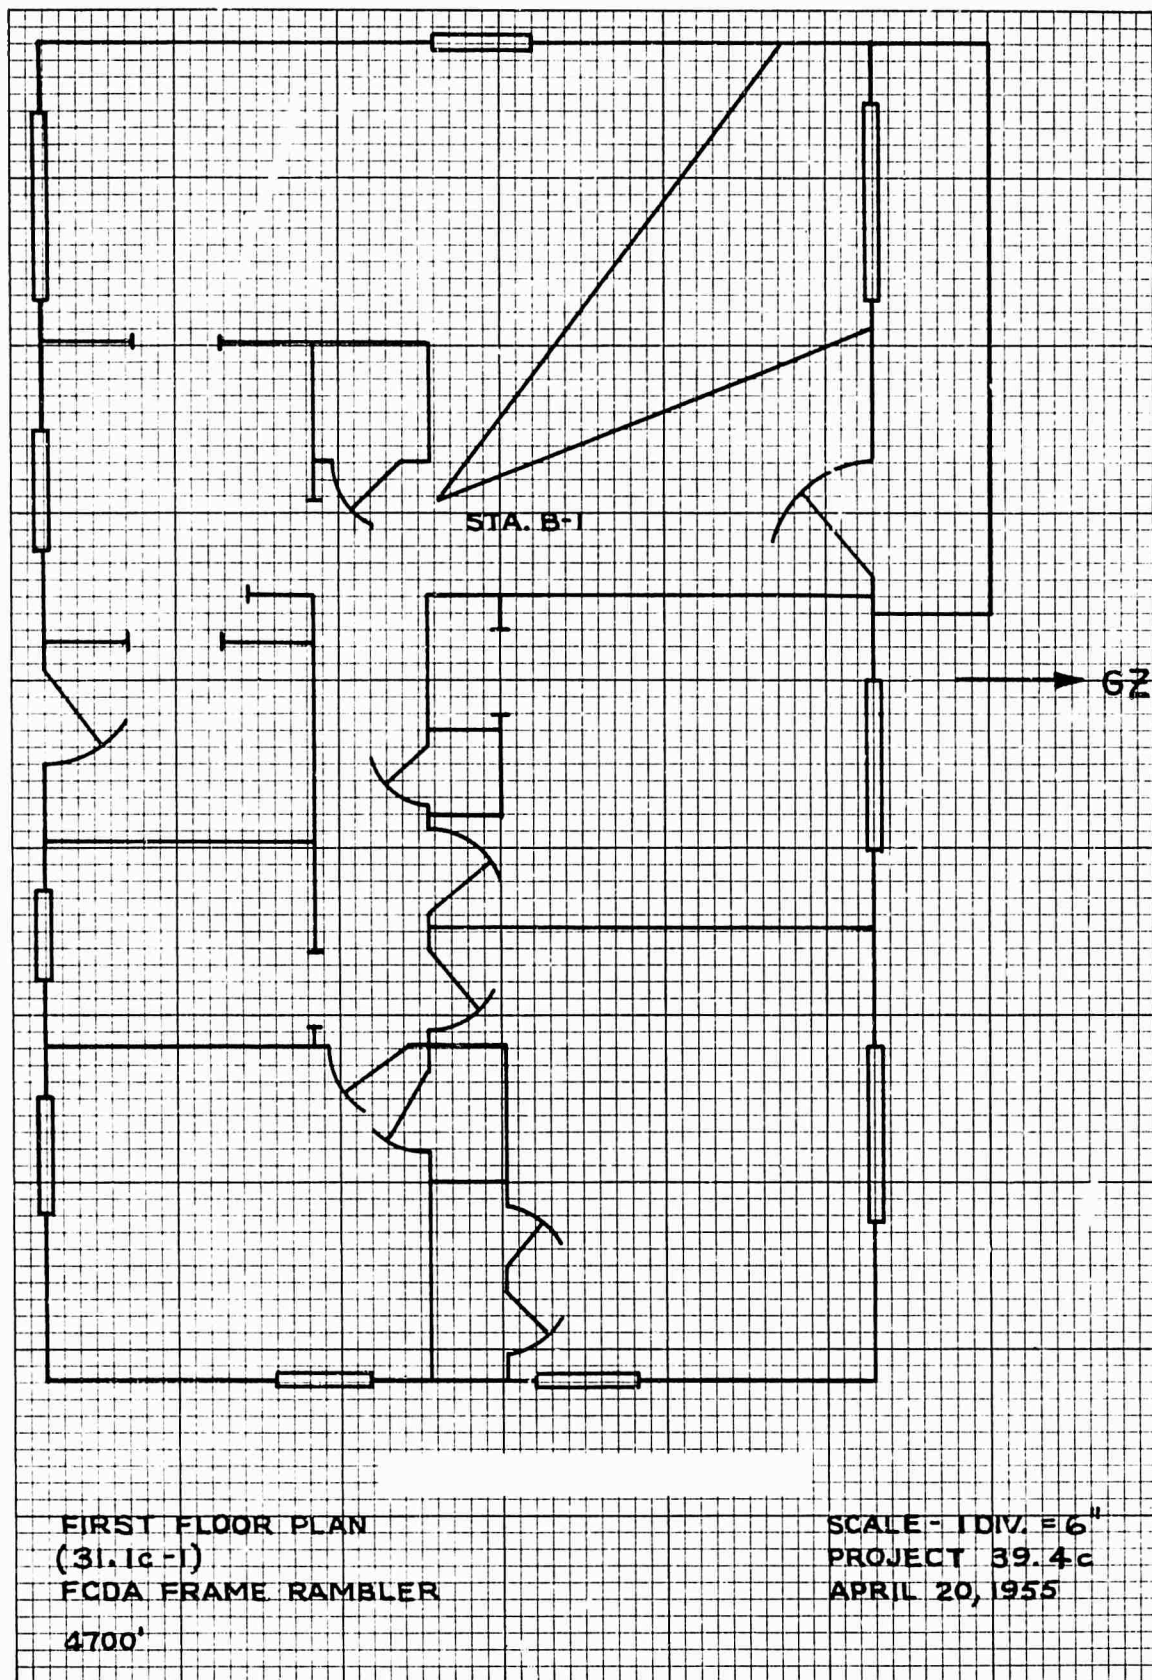 STA. B-1
GZ
FIRST FLOOR PLAN
(31.1c-1)
FCDA FRAME RAMBLER
4700'
SCALE - 1 DIV. = 6"
PROJECT 39.4c
APRIL 20, 1955